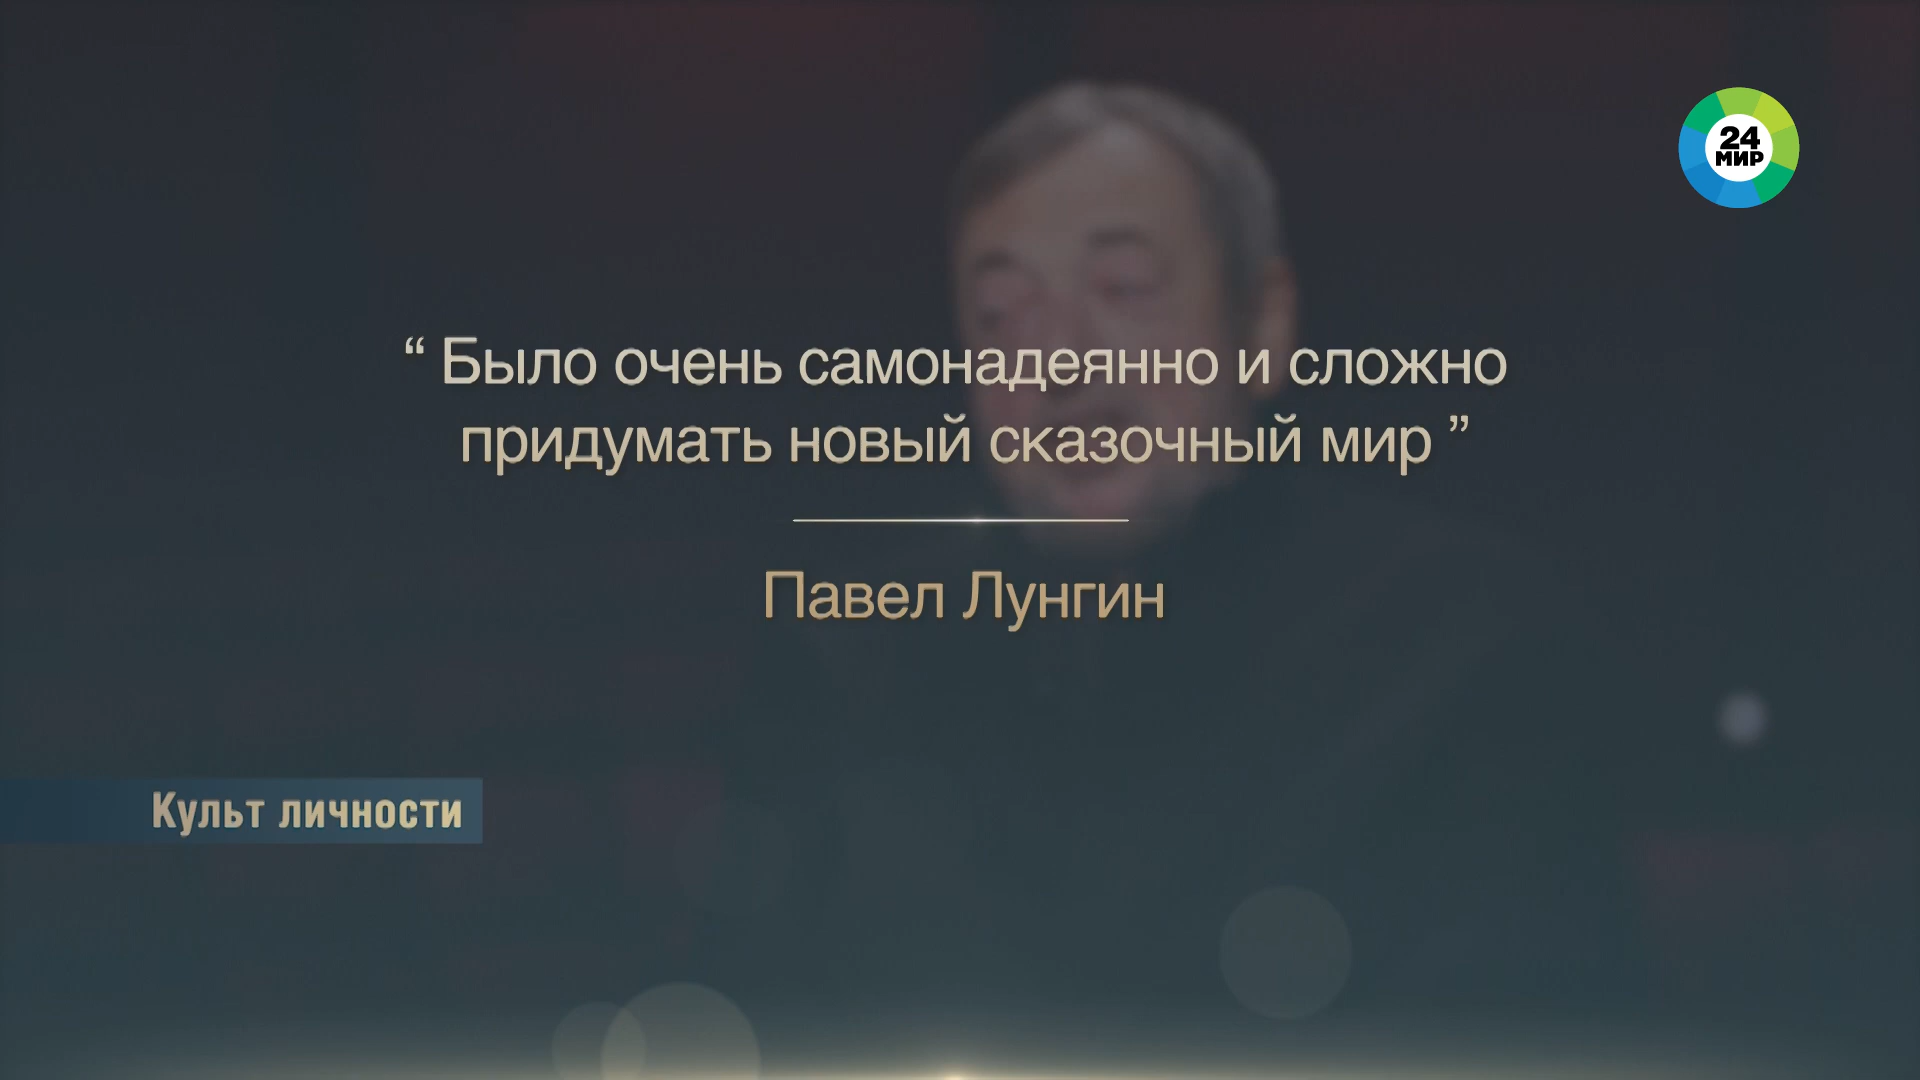 24
МИР
“ Было очень самонадеянно и сложно
придумать новый сказочный мир ”
Павел Лунгин
Культ личности